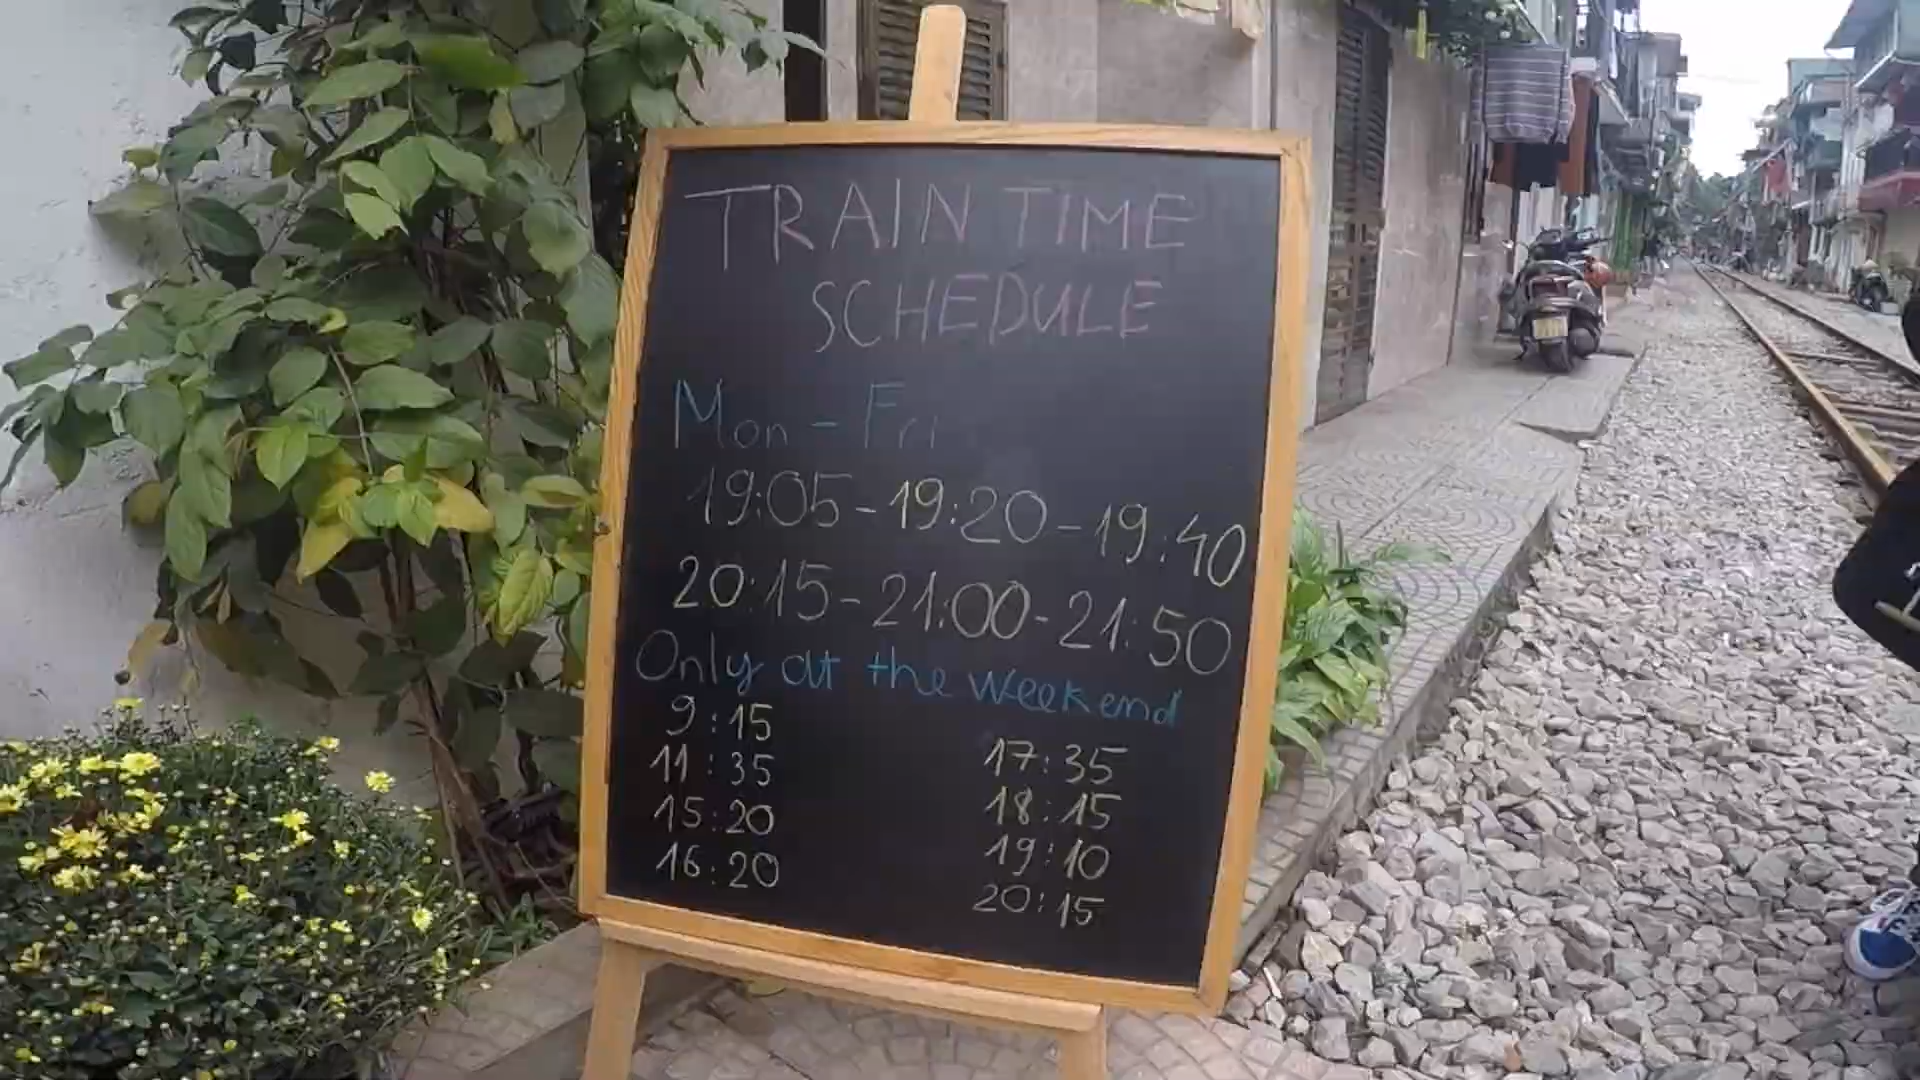 TRAIN TIME
SCHEDULE
Mon - Fri
19:05 - 19:20 - 19:40
20:15 - 21:00 - 21:50
Only at the weekend
9:15
11:35
15:20
16:20
17:35
18:15
19:10
20:15